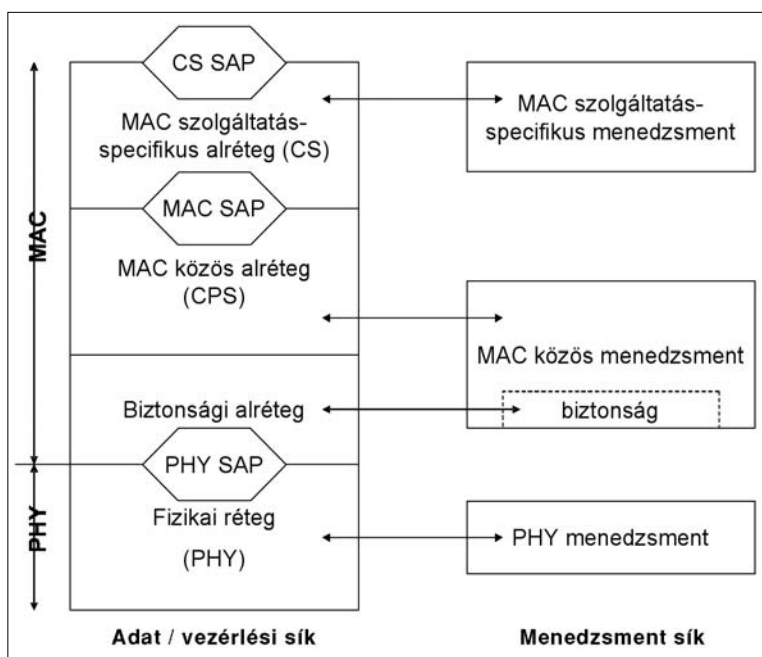 CS SAP
MAC szolgáltatás-
specifikus alréteg (CS)
MAC szolgáltatás-
specifikus menedzsment
MAC SAP
MAC közös alréteg
(CPS)
MAC közös menedzsment
Biztonsági alréteg
biztonság
PHY SAP
Fizikai réteg
(PHY)
PHY menedzsment
MAC
PHY
Adat / vezérlési sík
Menedzsment sík